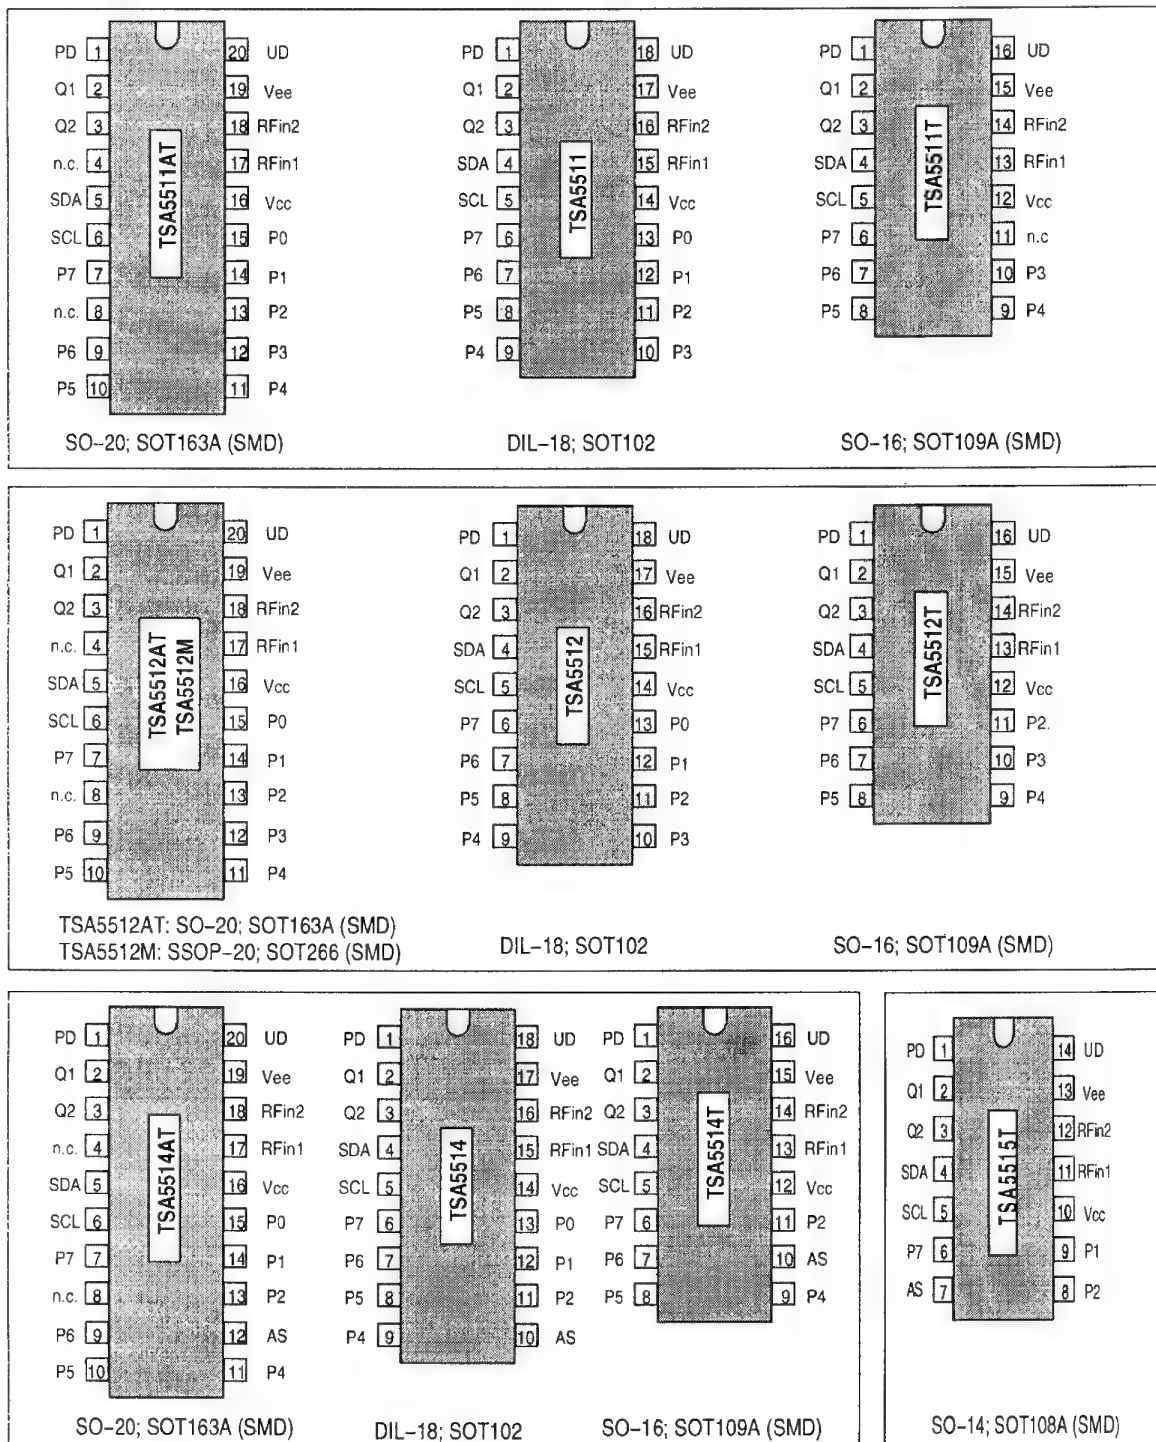 PD 1 20 UD
Q1 2 19 Vee
Q2 3 18 RFin2
n.c. 4 17 RFin1
SDA 5 16 Vcc
SCL 6 15 P0
P7 7 14 P1
n.c. 8 13 P2
P6 9 12 P3
P5 10 11 P4
TSA5511AT
SO-20; SOT163A (SMD)
PD 1 18 UD
Q1 2 17 Vee
Q2 3 16 RFin2
SDA 4 15 RFin1
SCL 5 14 Vcc
P7 6 13 P0
P6 7 12 P1
P5 8 11 P2
P4 9 10 P3
TSA5511
DIL-18; SOT102
PD 1 16 UD
Q1 2 15 Vee
Q2 3 14 RFin2
SDA 4 13 RFin1
SCL 5 12 Vcc
P7 6 11 n.c
P6 7 10 P3
P5 8 9 P4
TSA5511T
SO-16; SOT109A (SMD)
PD 1 20 UD
Q1 2 19 Vee
Q2 3 18 RFin2
n.c. 4 17 RFin1
SDA 5 16 Vcc
SCL 6 15 P0
P7 7 14 P1
n.c. 8 13 P2
P6 9 12 P3
P5 10 11 P4
TSA5512AT
TSA5512M
TSA5512AT: SO-20; SOT163A (SMD)
TSA5512M: SSOP-20; SOT266 (SMD)
PD 1 18 UD
Q1 2 17 Vee
Q2 3 16 RFin2
SDA 4 15 RFin1
SCL 5 14 Vcc
P7 6 13 P0
P6 7 12 P1
P5 8 11 P2
P4 9 10 P3
TSA5512
DIL-18; SOT102
PD 1 16 UD
Q1 2 15 Vee
Q2 3 14 RFin2
SDA 4 13 RFin1
SCL 5 12 Vcc
P7 6 11 P2.
P6 7 10 P3
P5 8 9 P4
TSA5512T
SO-16; SOT109A (SMD)
PD 1 20 UD
Q1 2 19 Vee
Q2 3 18 RFin2
n.c. 4 17 RFin1
SDA 5 16 Vcc
SCL 6 15 P0
P7 7 14 P1
n.c. 8 13 P2
P6 9 12 AS
P5 10 11 P4
TSA5514AT
SO-20; SOT163A (SMD)
PD 1 18 UD
Q1 2 17 Vee
Q2 3 16 RFin2
SDA 4 15 RFin1
SCL 5 14 Vcc
P7 6 13 P0
P6 7 12 P1
P5 8 11 P2
P4 9 10 AS
TSA5514
DIL-18; SOT102
PD 1 16 UD
Q1 2 15 Vee
Q2 3 14 RFin2
SDA 4 13 RFin1
SCL 5 12 Vcc
P7 6 11 P2
P6 7 10 AS
P5 8 9 P4
TSA5514T
SO-16; SOT109A (SMD)
PD 1 14 UD
Q1 2 13 Vee
Q2 3 12 RFin2
SDA 4 11 RFin1
SCL 5 10 Vcc
P7 6 9 P1
AS 7 8 P2
TSA5515T
SO-14; SOT108A (SMD)